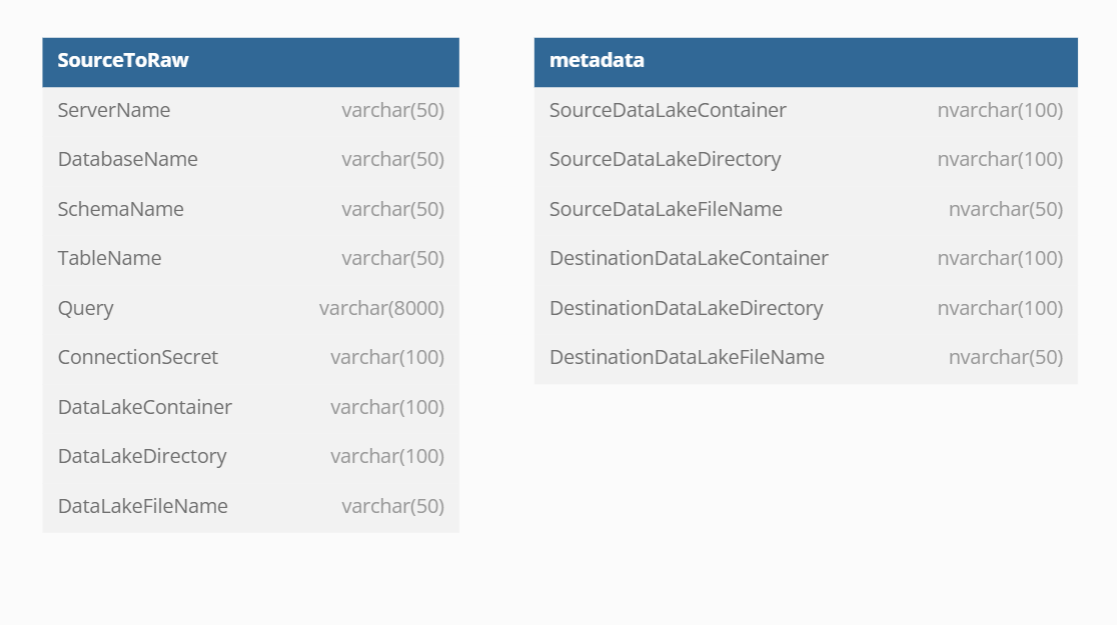 SourceToRaw
ServerName varchar(50)
DatabaseName varchar(50)
SchemaName varchar(50)
TableName varchar(50)
Query varchar(8000)
ConnectionSecret varchar(100)
DataLakeContainer varchar(100)
DataLakeDirectory varchar(100)
DataLakeFileName varchar(50)
metadata
SourceDataLakeContainer nvarchar(100)
SourceDataLakeDirectory nvarchar(100)
SourceDataLakeFileName nvarchar(50)
DestinationDataLakeContainer nvarchar(100)
DestinationDataLakeDirectory nvarchar(100)
DestinationDataLakeFileName nvarchar(50)